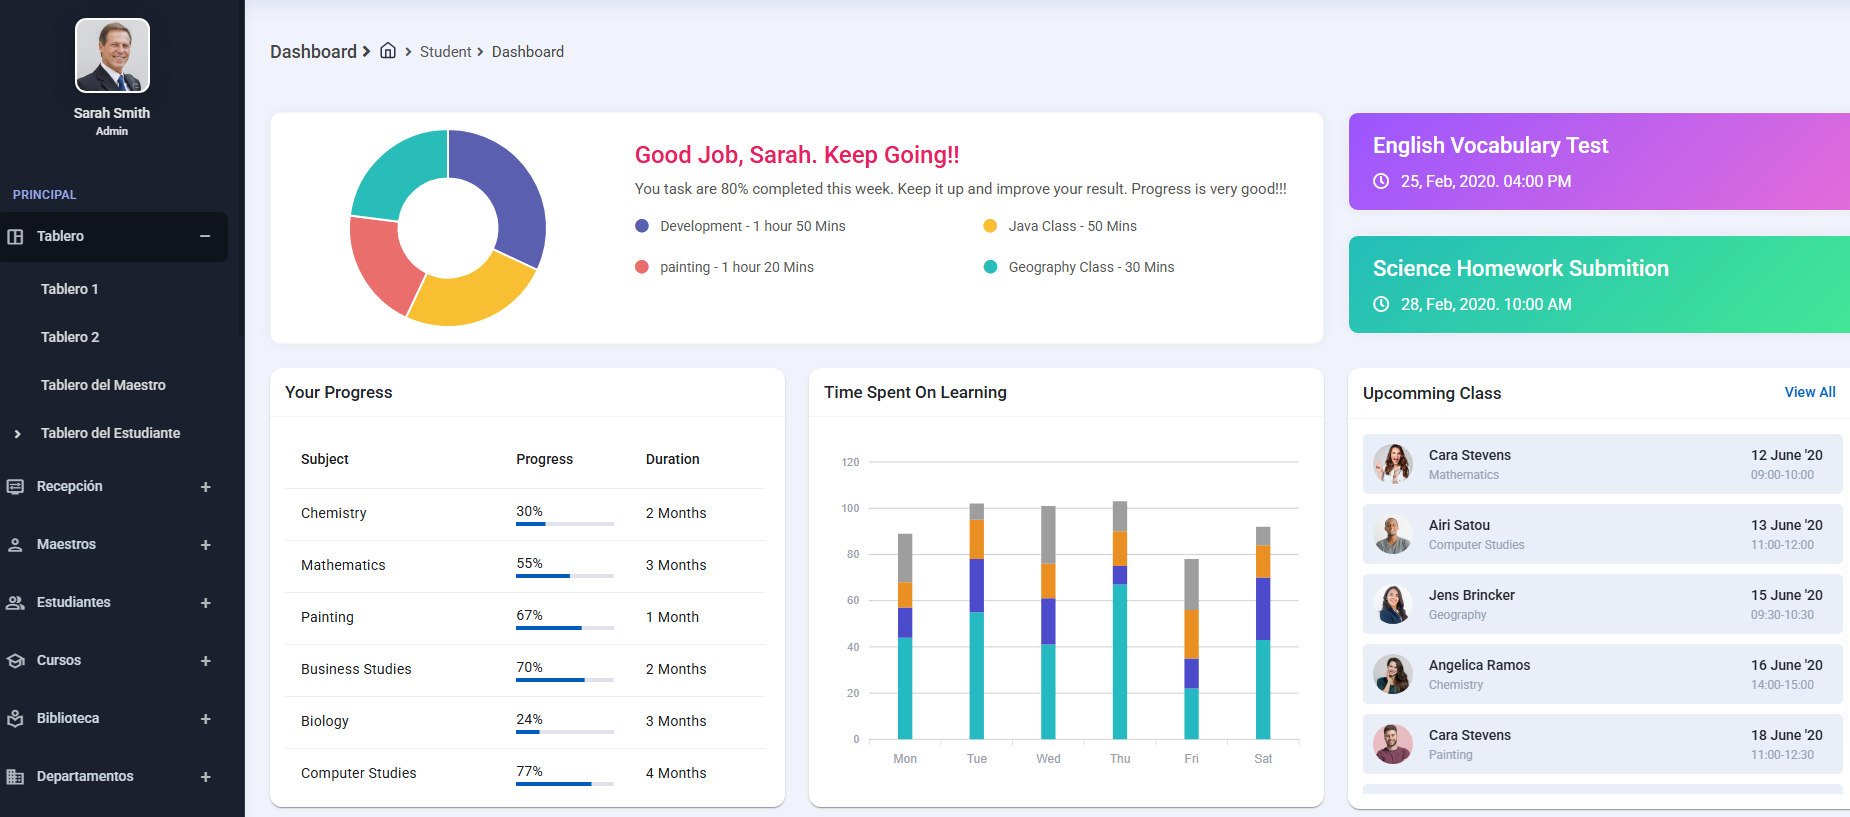 Sarah Smith
Admin
PRINCIPAL
Tablero
Tablero 1
Tablero 2
Tablero del Maestro
Tablero del Estudiante
Recepción
Maestros
Estudiantes
Cursos
Biblioteca
Departamentos
Dashboard Student Dashboard
Good Job, Sarah. Keep Going!!
You task are 80% completed this week. Keep it up and improve your result. Progress is very good!!!
Development - 1 hour 50 Mins
Java Class - 50 Mins
painting - 1 hour 20 Mins
Geography Class - 30 Mins
English Vocabulary Test
25, Feb, 2020. 04:00 PM
Science Homework Submition
28, Feb, 2020. 10:00 AM
Your Progress
Subject Progress Duration
Chemistry 30% 2 Months
Mathematics 55% 3 Months
Painting 67% 1 Month
Business Studies 70% 2 Months
Biology 24% 3 Months
Computer Studies 77% 4 Months
Time Spent On Learning
120
100
80
60
40
20
0
Mon Tue Wed Thu Fri Sat
Upcomming Class View All
Cara Stevens 12 June '20
Mathematics 09:00-10:00
Airi Satou 13 June '20
Computer Studies 11:00-12:00
Jens Brincker 15 June '20
Geography 09:30-10:30
Angelica Ramos 16 June '20
Chemistry 14:00-15:00
Cara Stevens 18 June '20
Painting 11:00-12:30